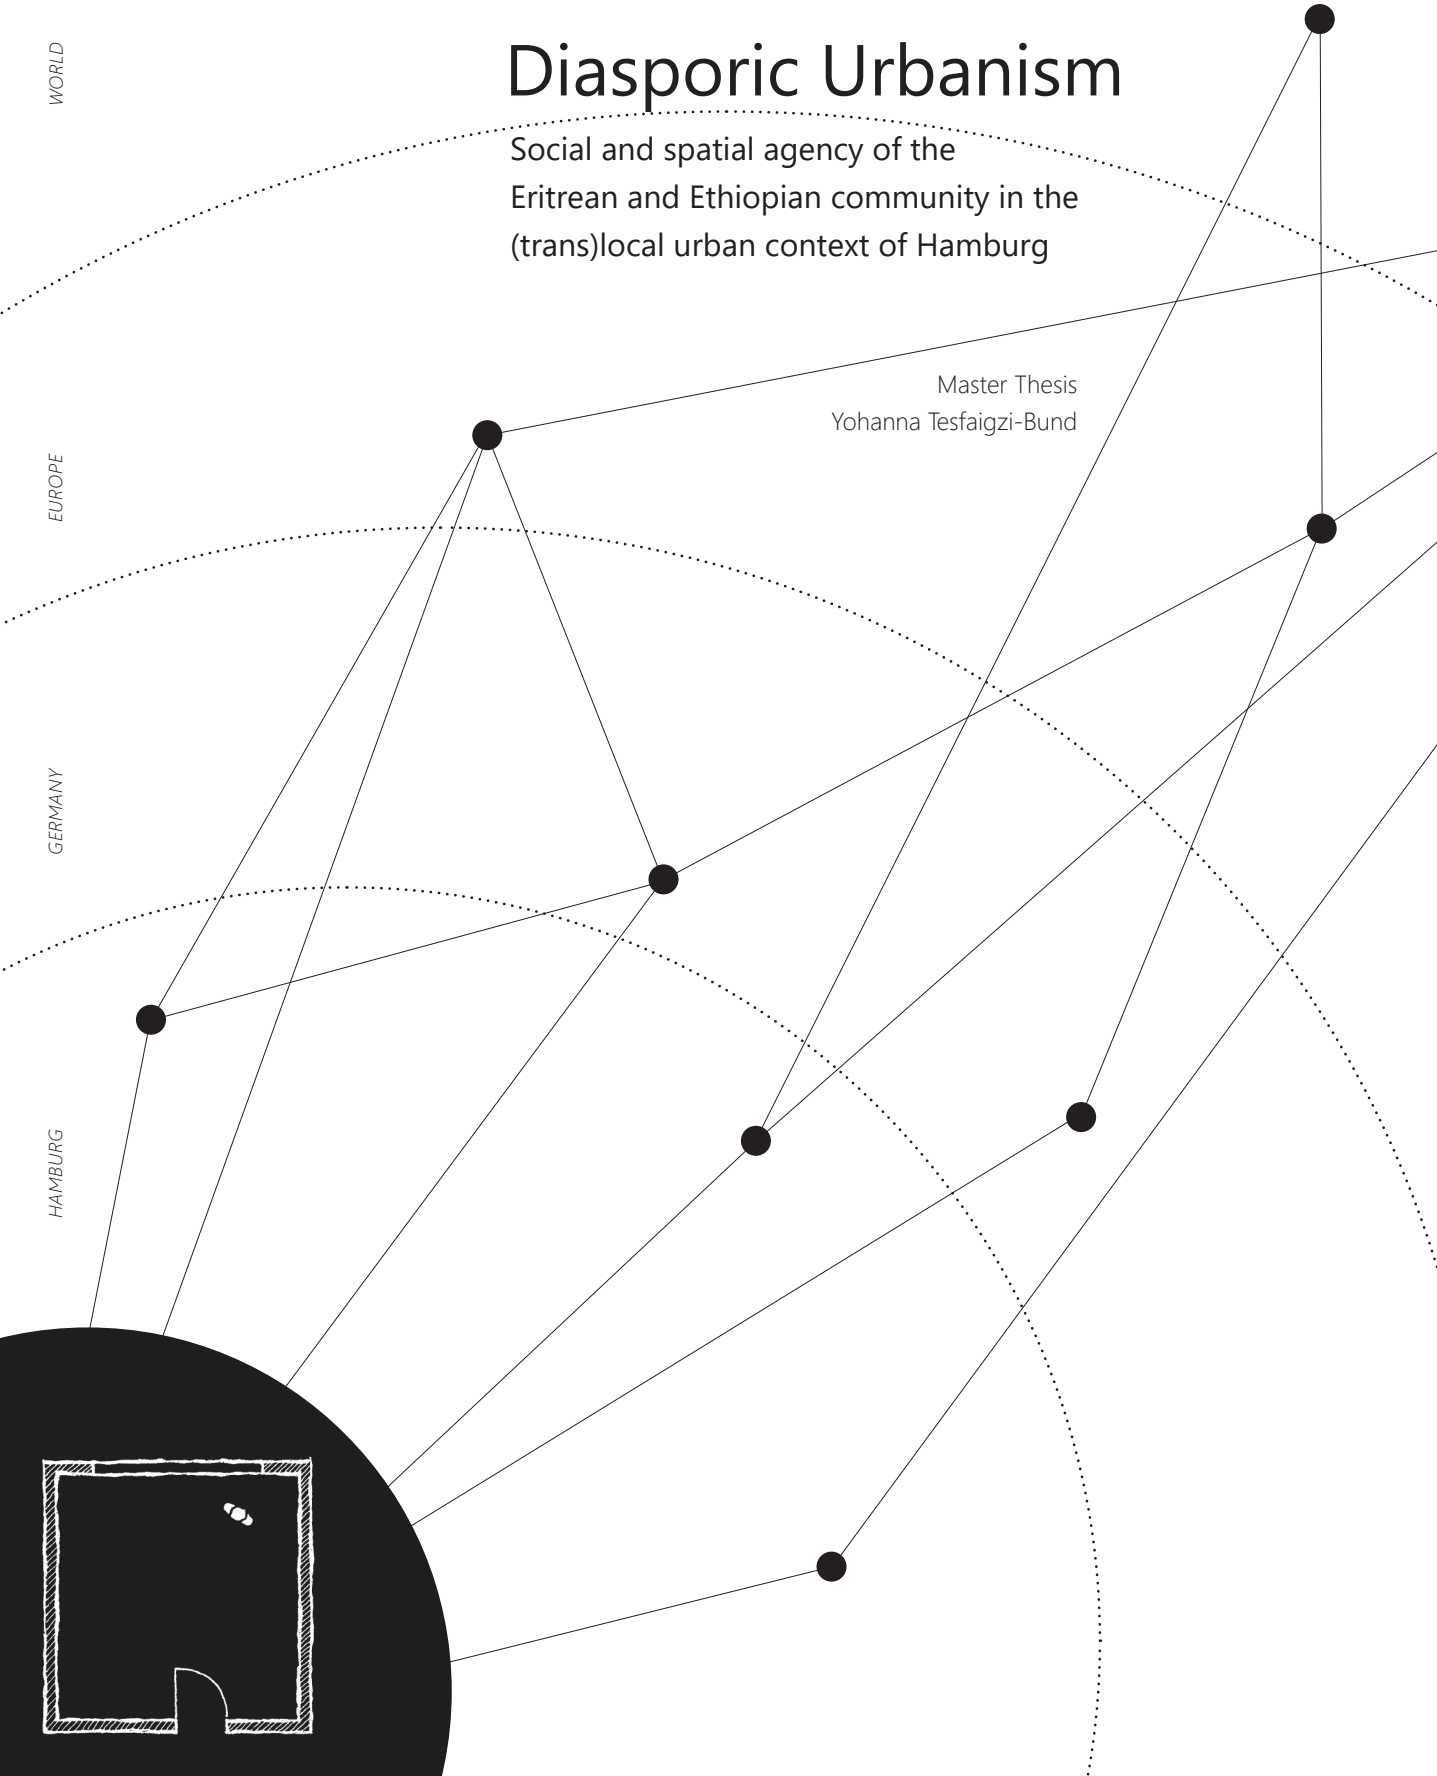 WORLD
Diasporic Urbanism
Social and spatial agency of the
Eritrean and Ethiopian community in the
(trans)local urban context of Hamburg
Master Thesis
Yohanna Tesfaigzi-Bund
EUROPE
GERMANY
HAMBURG